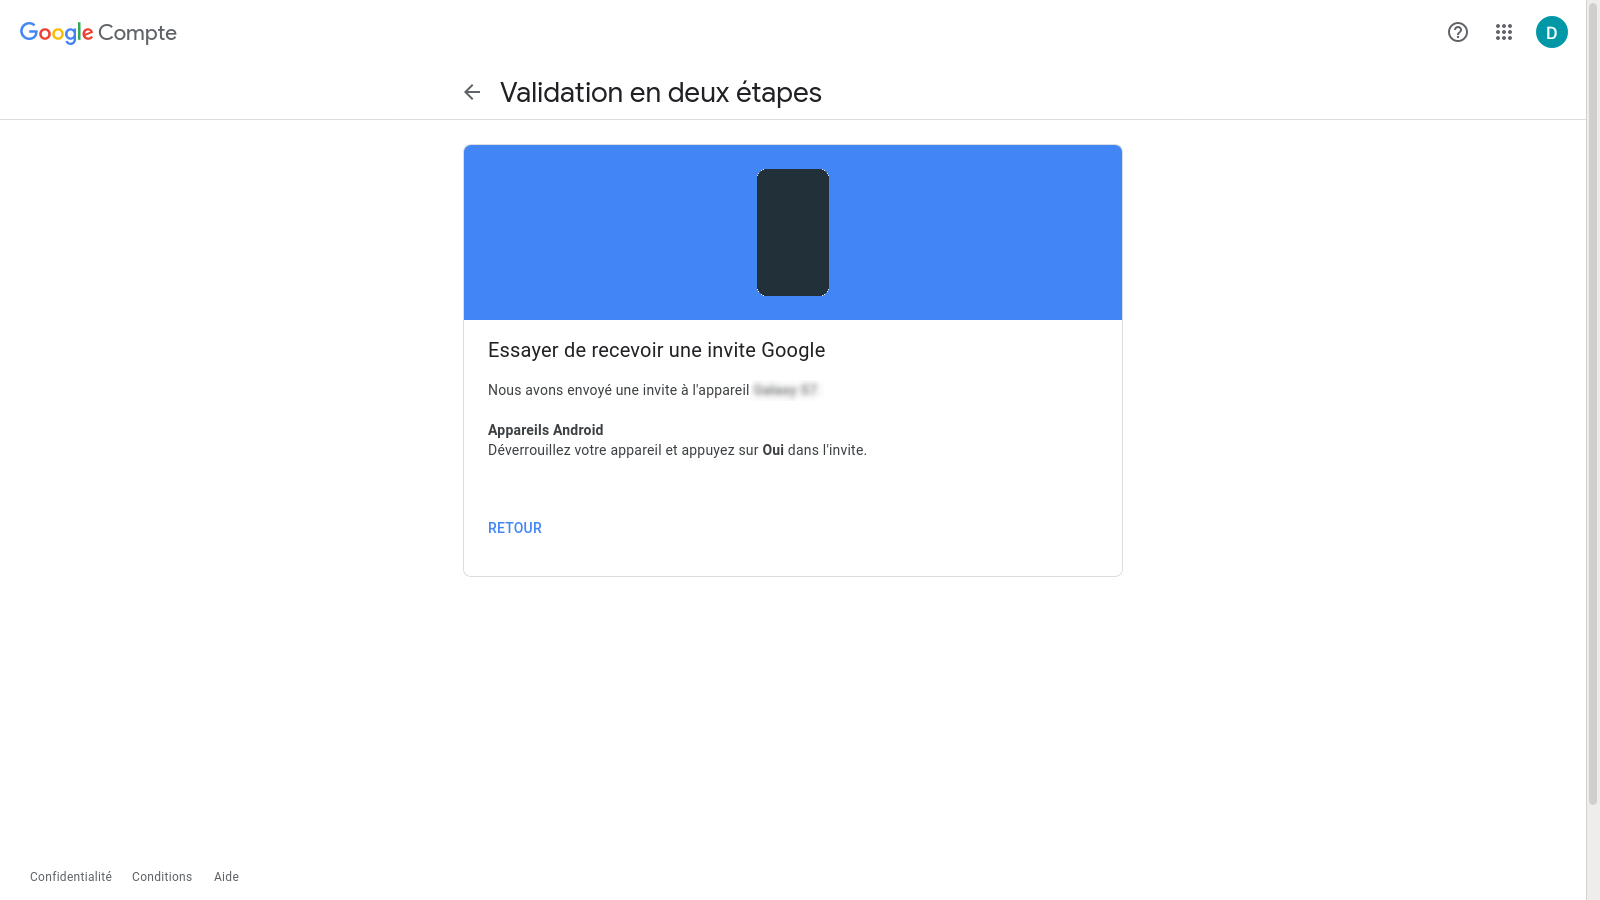 Google Compte
D
Validation en deux étapes
Essayer de recevoir une invite Google
Nous avons envoyé une invite à l'appareil
Appareils Android
Déverrouillez votre appareil et appuyez sur Oui dans l'invite.
RETOUR
Confidentialité Conditions Aide